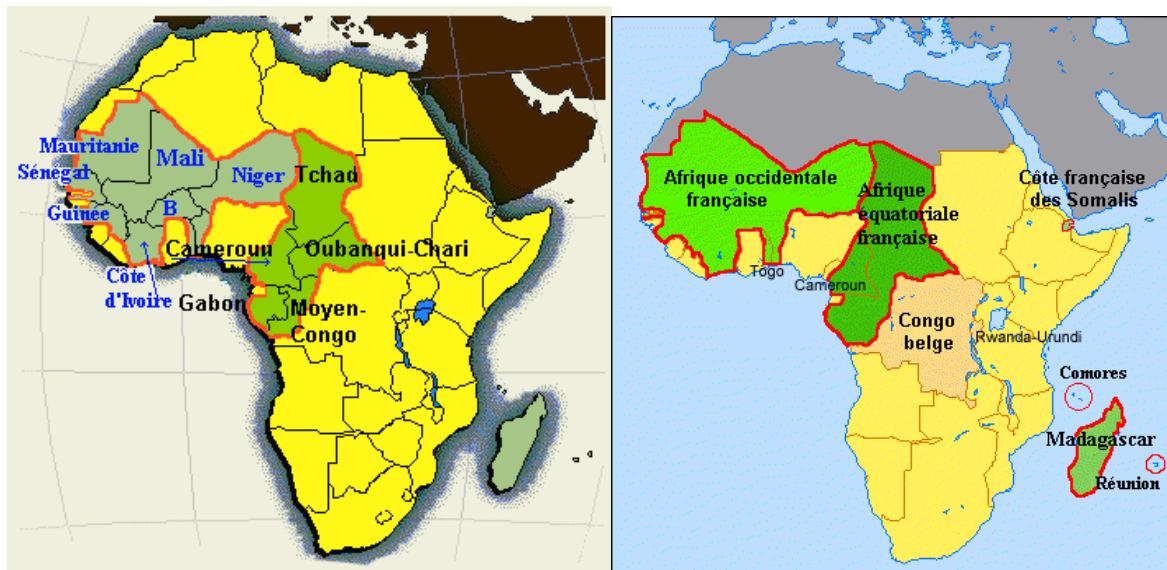 Mauritanie
Mali
Sénégal
Niger
Tchad
Guinée
B
Cameroun
Oubanqui-Chari
Côte
d'Ivoire
Gabon
Moyen-
Congo
Afrique occidentale
française
Afrique
équatoriale
française
Côte française
des Somalis
Togo
Cameroun
Congo
belge
Rwanda-Urundi
Comores
Madagascar
Réunion